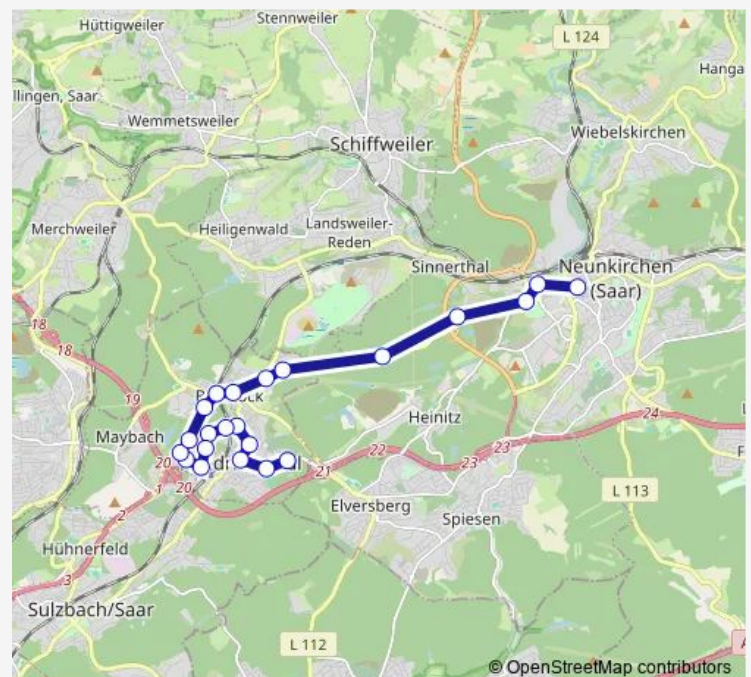 Hüttigweiler
Stennweiler
L 124
Hanga
llingen, Saar
Wemmetsweiler
Wiebelskirchen
Schiffweiler
Merchweiler
Heiligenwald
Landsweiler-
Reden
Sinnerthal
Neunkirchen
(Saar)
18
18
19
Maybach
Heinitz
24
20
20
21
22
23
23
1
2
3
Elversberg
Spiesen
L 113
Hühnerfeld
Sulzbach/Saar
L 112
© OpenStreetMap contributors